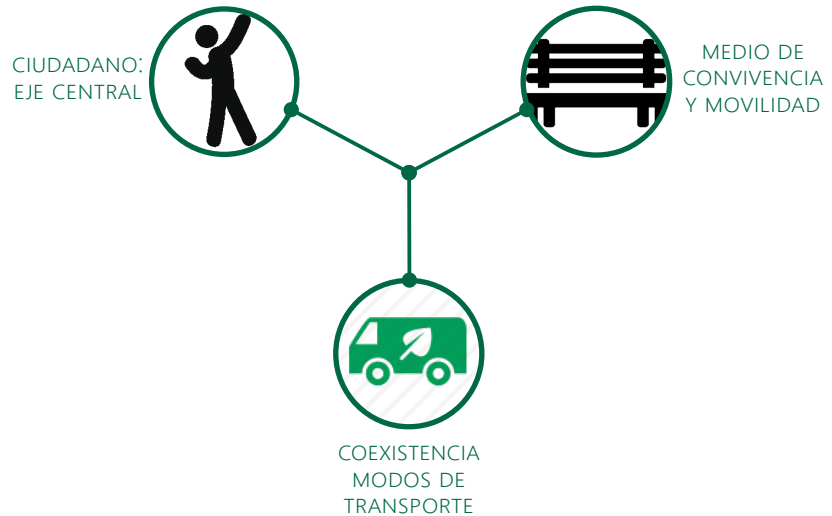 CIUDADANO:
EJE CENTRAL
MEDIO DE
CONVIVENCIA
Y MOVILIDAD
COEXISTENCIA
MODOS DE
TRANSPORTE